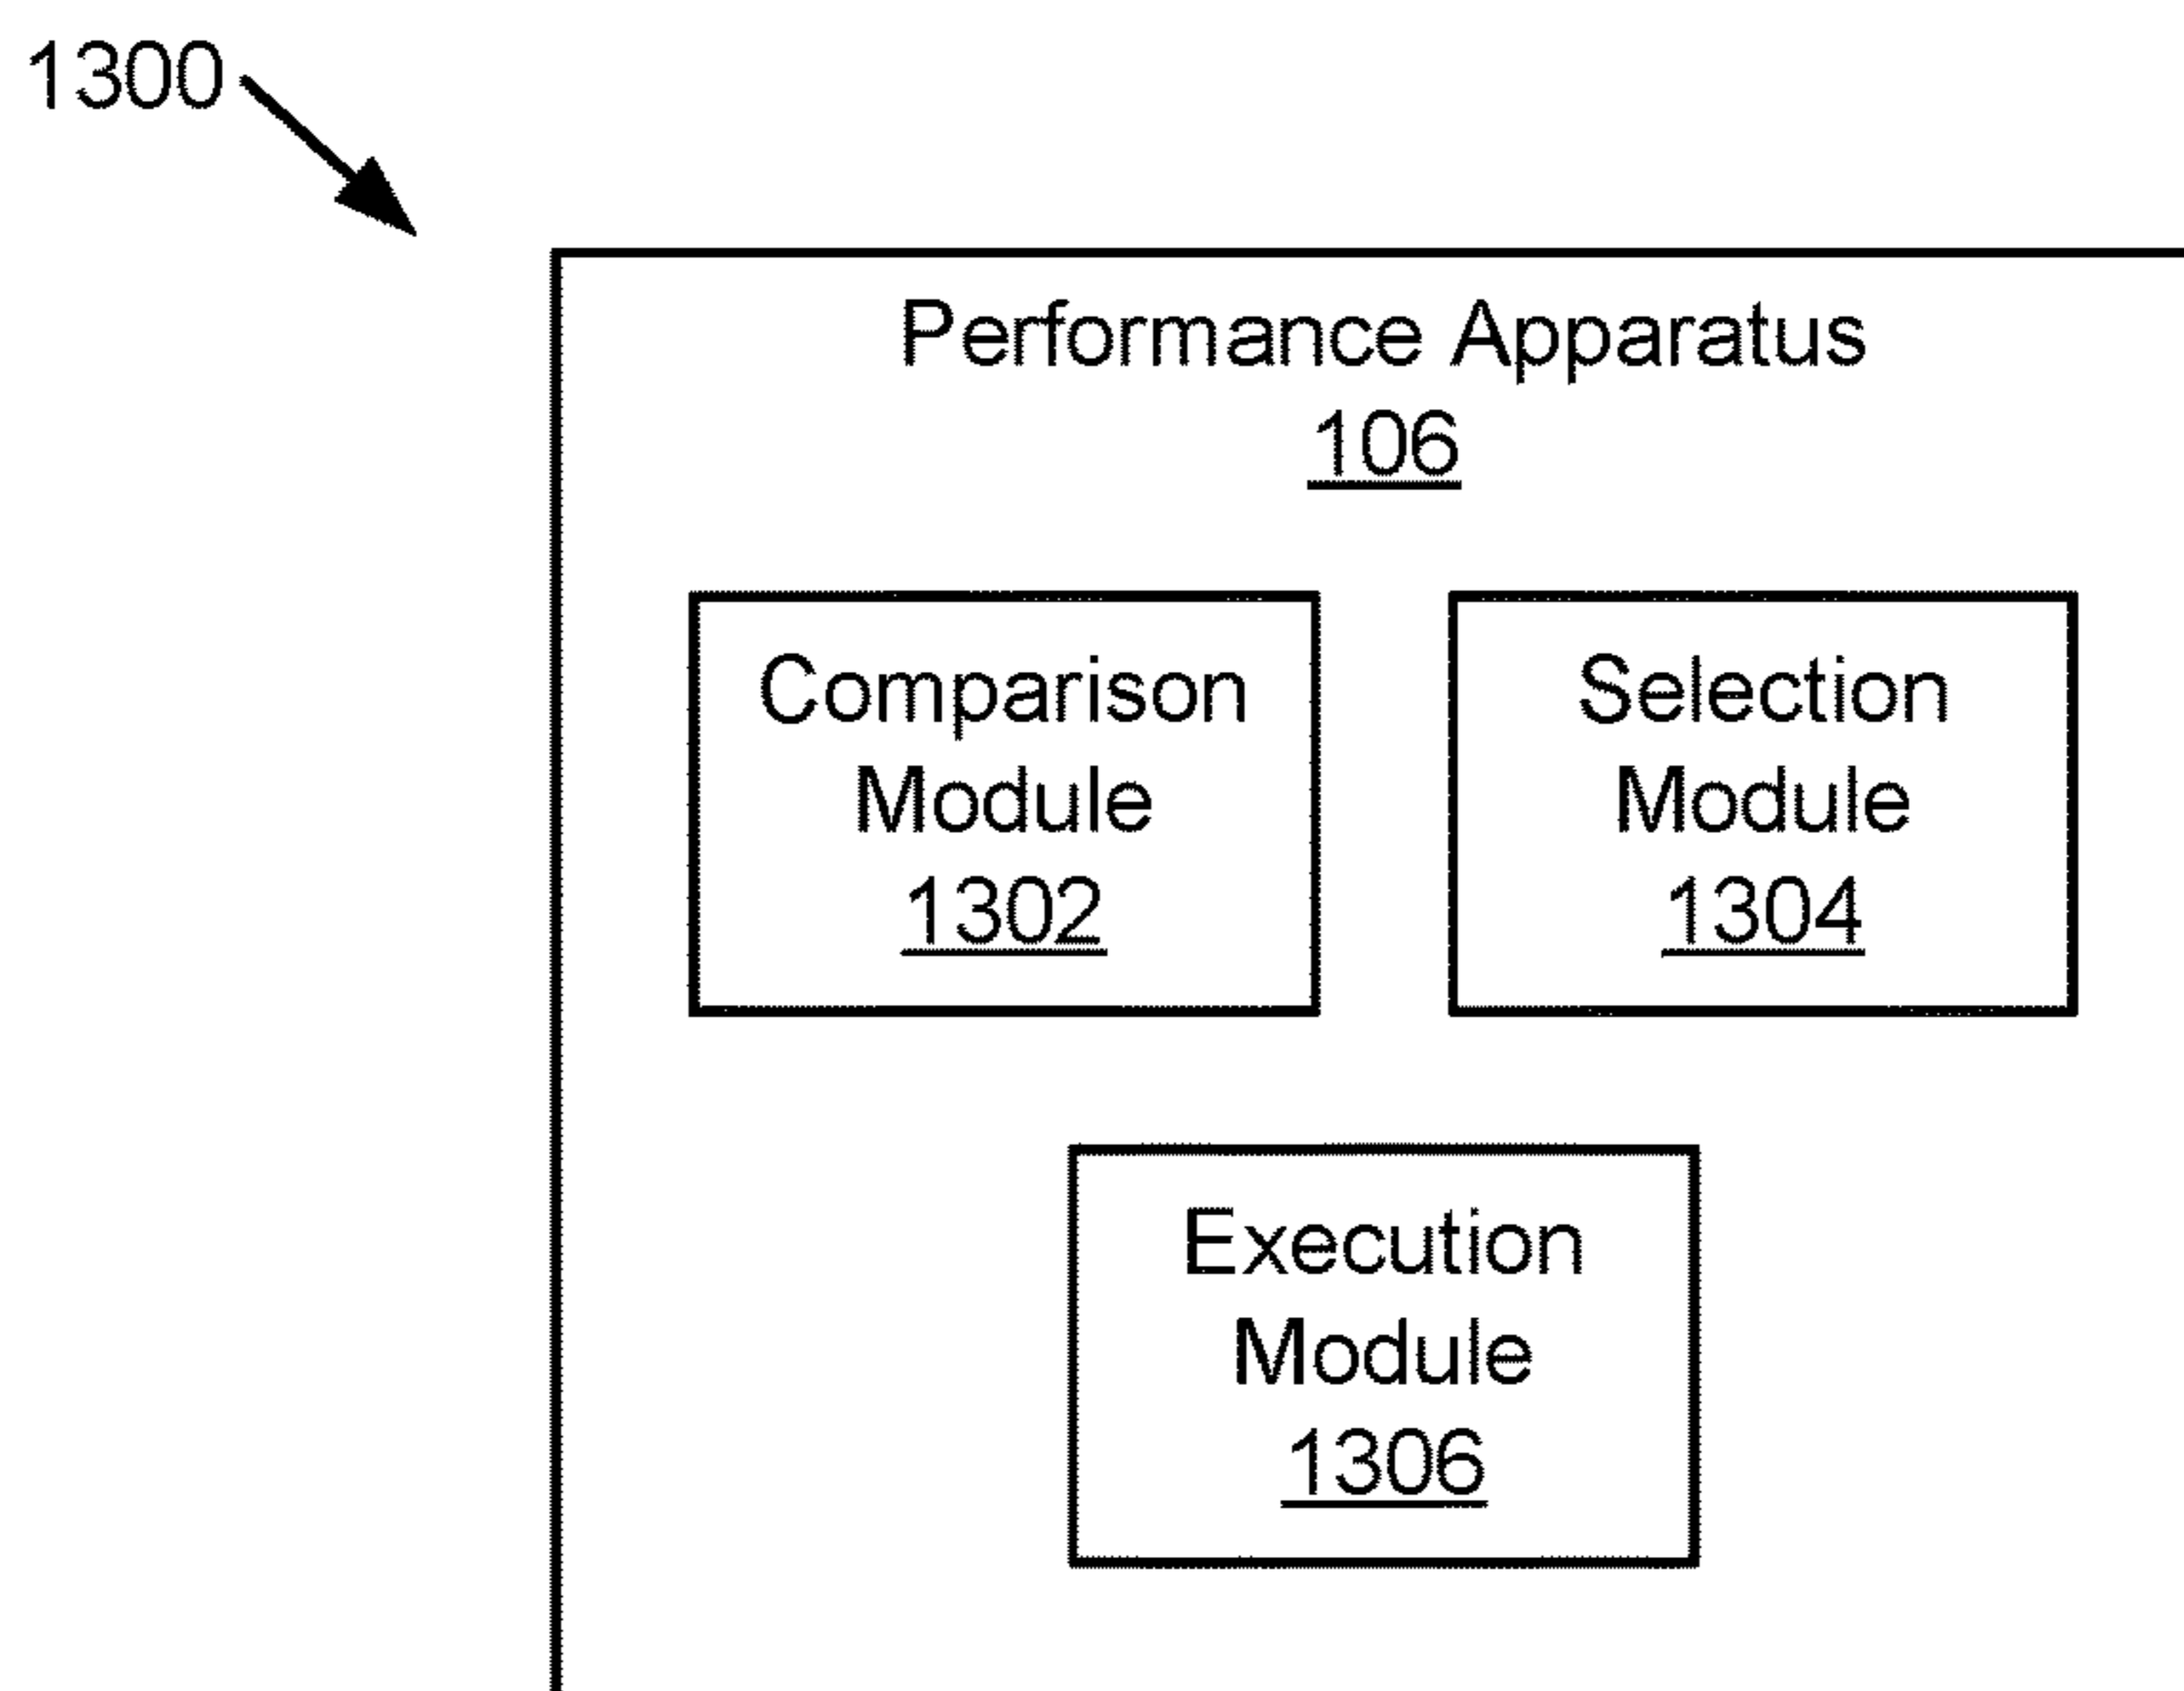 1300
Performance Apparatus
106
Comparison
Module
1302
Selection
Module
1304
Execution
Module
1306